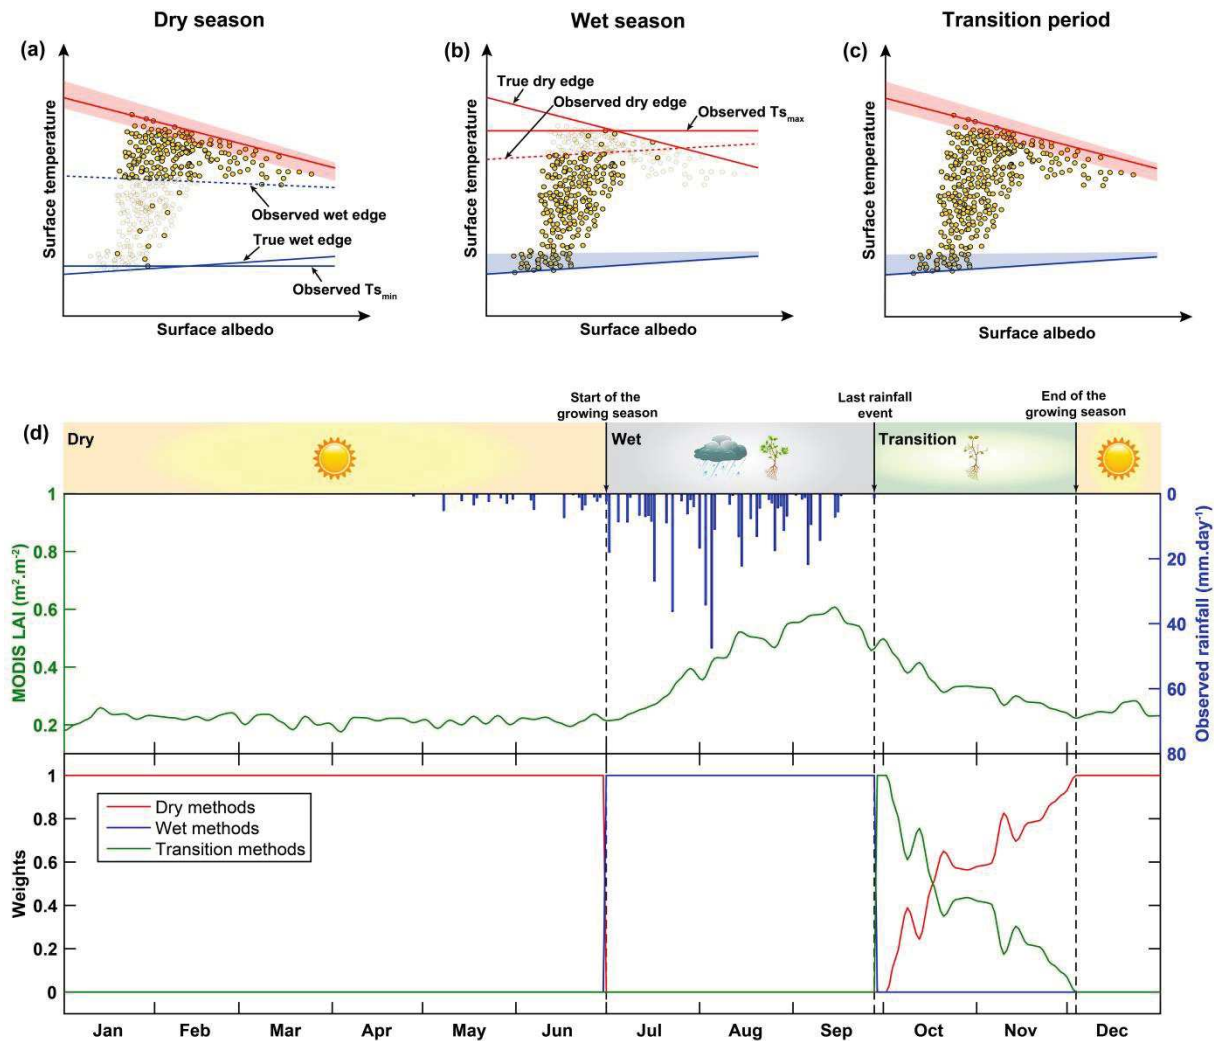 Dry season
Wet season
Transition period
(a)
Surface temperature
Observed wet edge
True wet edge
Observed Tsmin
Surface albedo
(b)
Surface temperature
True dry edge
Observed dry edge
Observed Tsmax
Surface albedo
(c)
Surface temperature
Surface albedo
Start of the
growing season
Last rainfall
event
End of the
growing season
(d)
Dry
Wet
Transition
MODIS LAI (m².m⁻²)
1
0.8
0.6
0.4
0.2
0
20
40
60
80
Observed rainfall (mm.day⁻¹)
Weights
1
0.8
0.6
0.4
0.2
0
Dry methods
Wet methods
Transition methods
Jan Feb Mar Apr May Jun Jul Aug Sep Oct Nov Dec